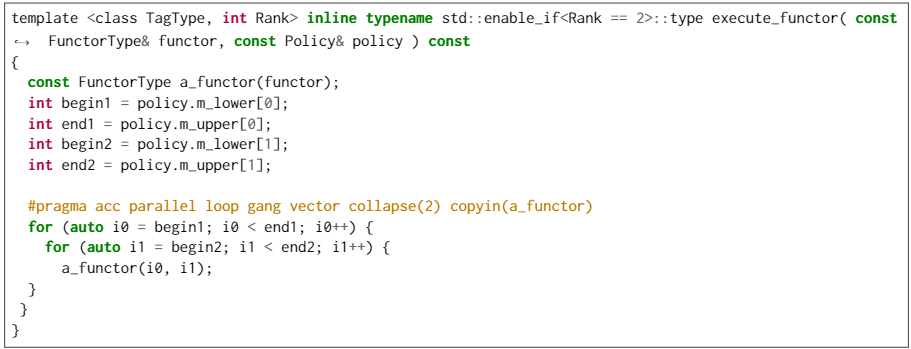 template <class TagType, int Rank> inline typename std::enable_if<Rank == 2>::type execute_functor( const
↪ FunctorType& functor, const Policy& policy ) const
{
  const FunctorType a_functor(functor);
  int begin1 = policy.m_lower[0];
  int end1 = policy.m_upper[0];
  int begin2 = policy.m_lower[1];
  int end2 = policy.m_upper[1];

  #pragma acc parallel loop gang vector collapse(2) copyin(a_functor)
  for (auto i0 = begin1; i0 < end1; i0++) {
    for (auto i1 = begin2; i1 < end2; i1++) {
      a_functor(i0, i1);
  }
 }
}